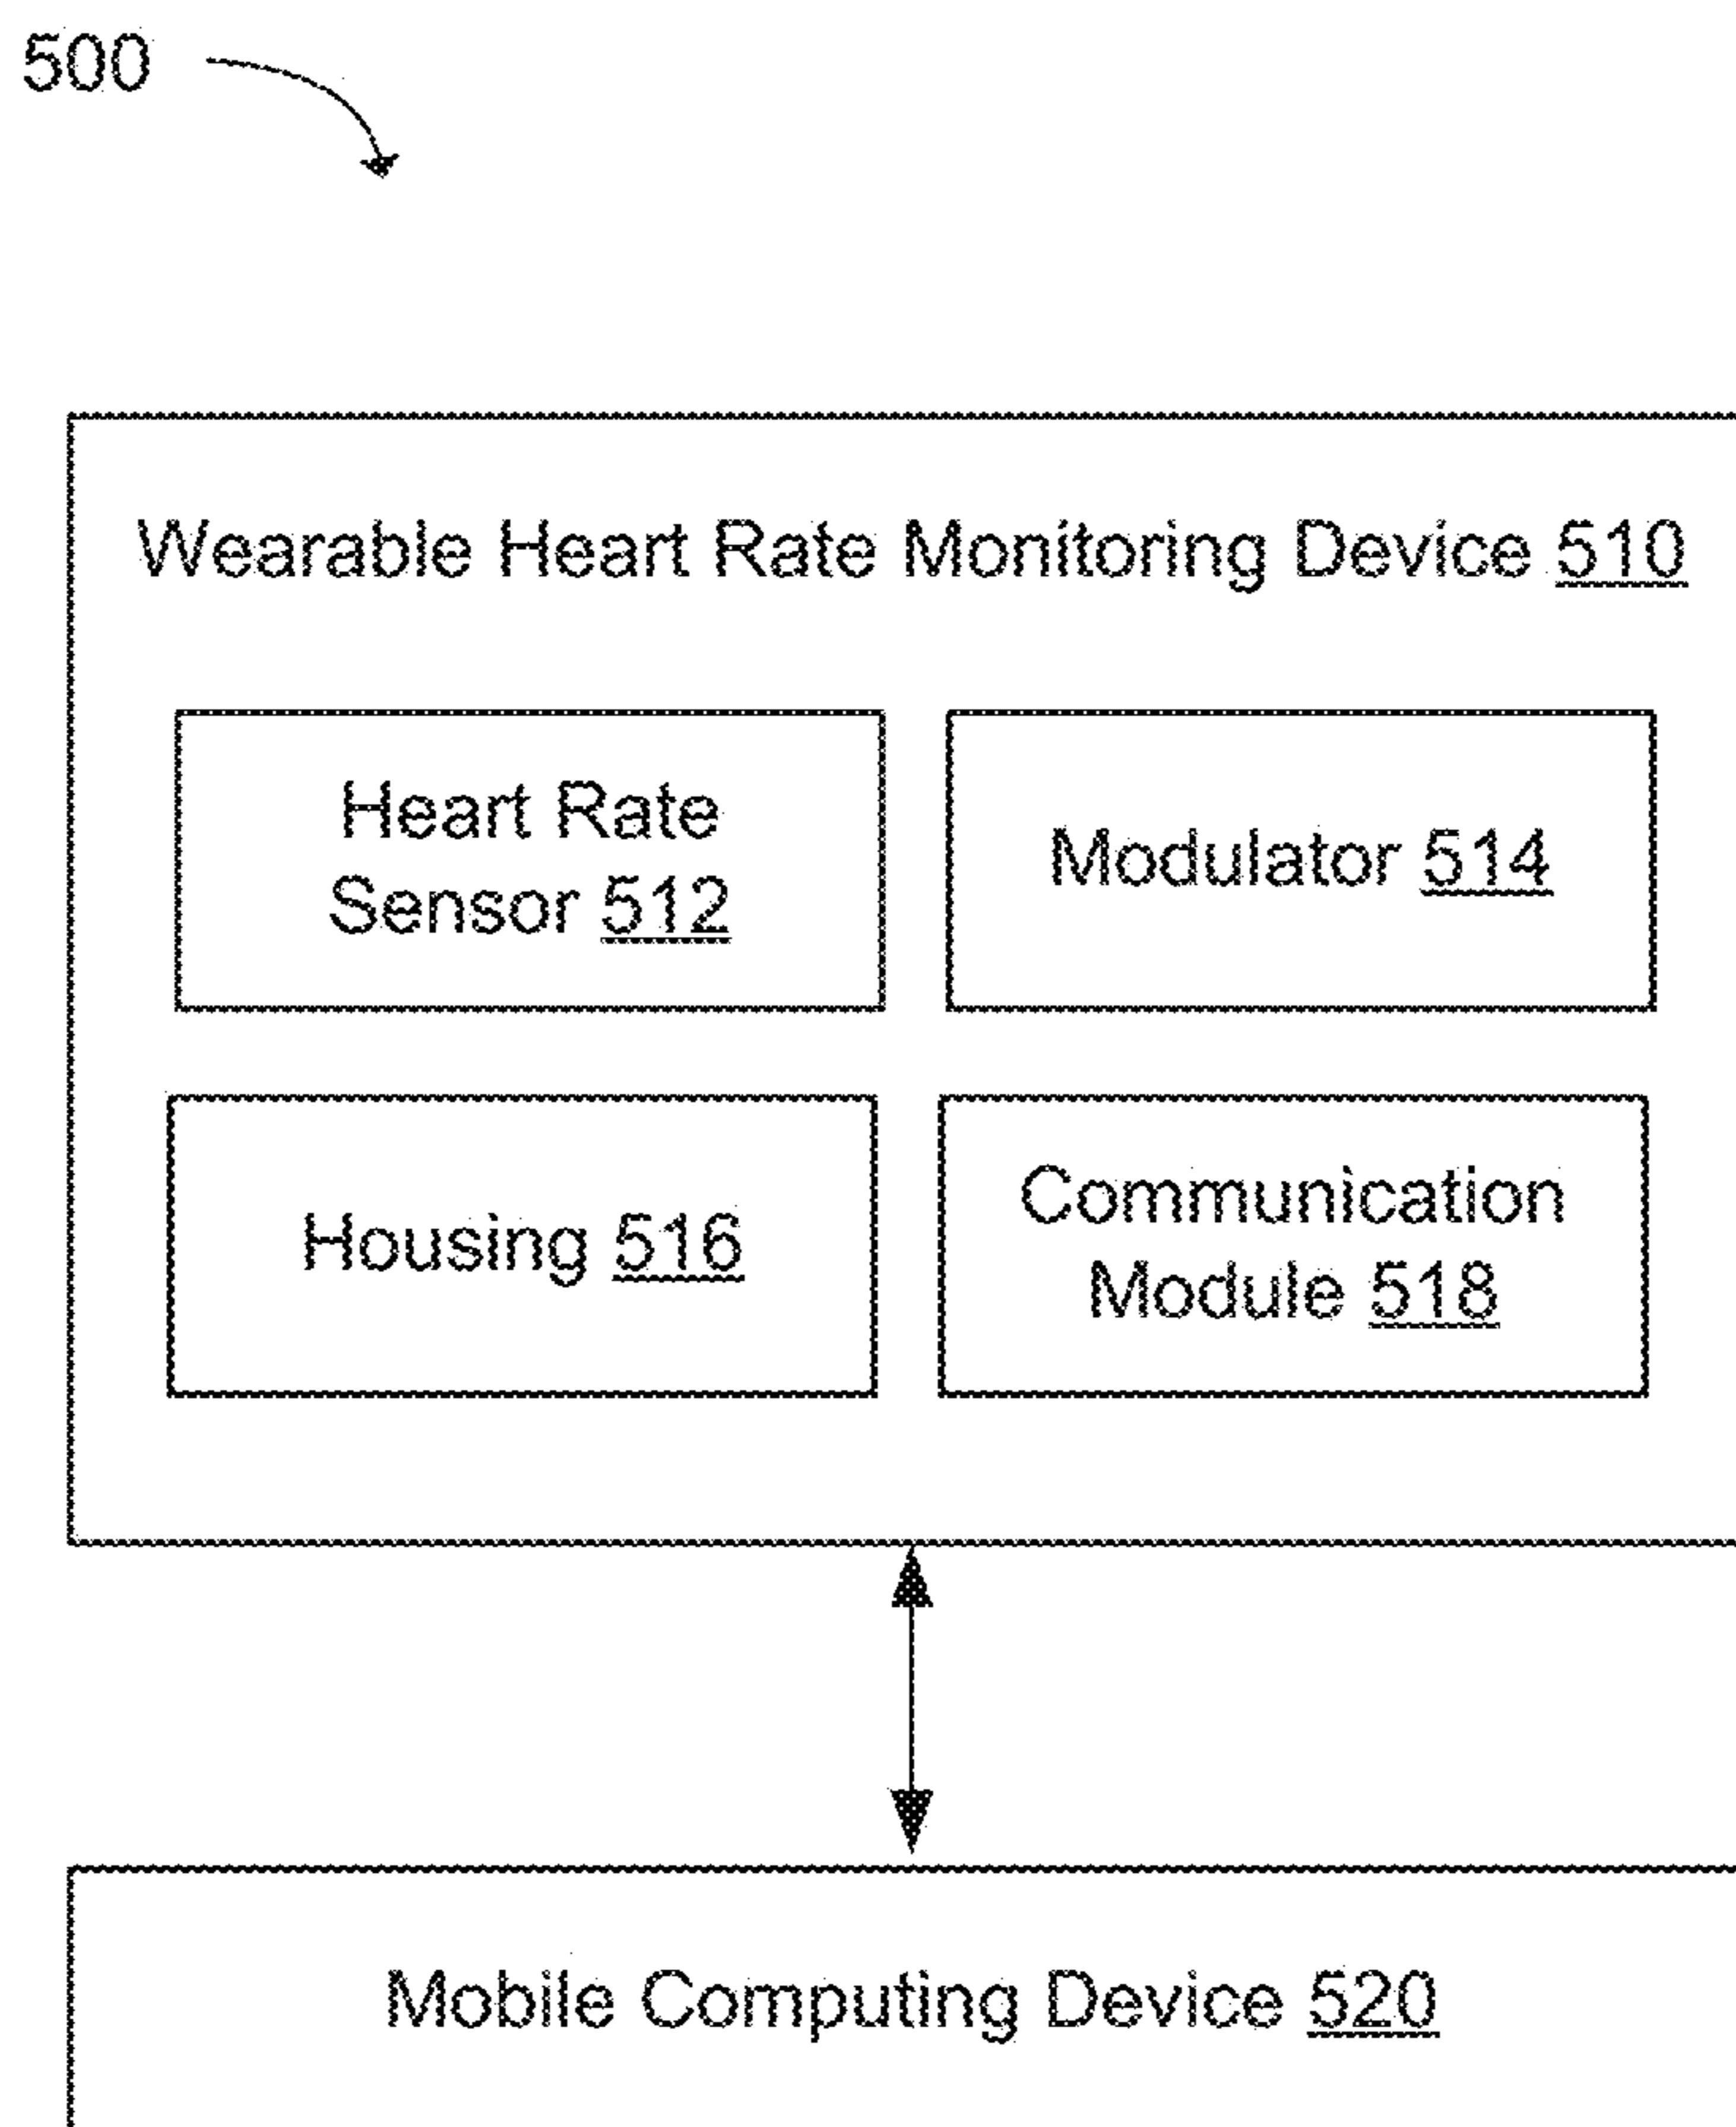 500
Wearable Heart Rate Monitoring Device 510
Heart Rate
Sensor 512
Modulator 514
Housing 516
Communication
Module 518
Mobile Computing Device 520